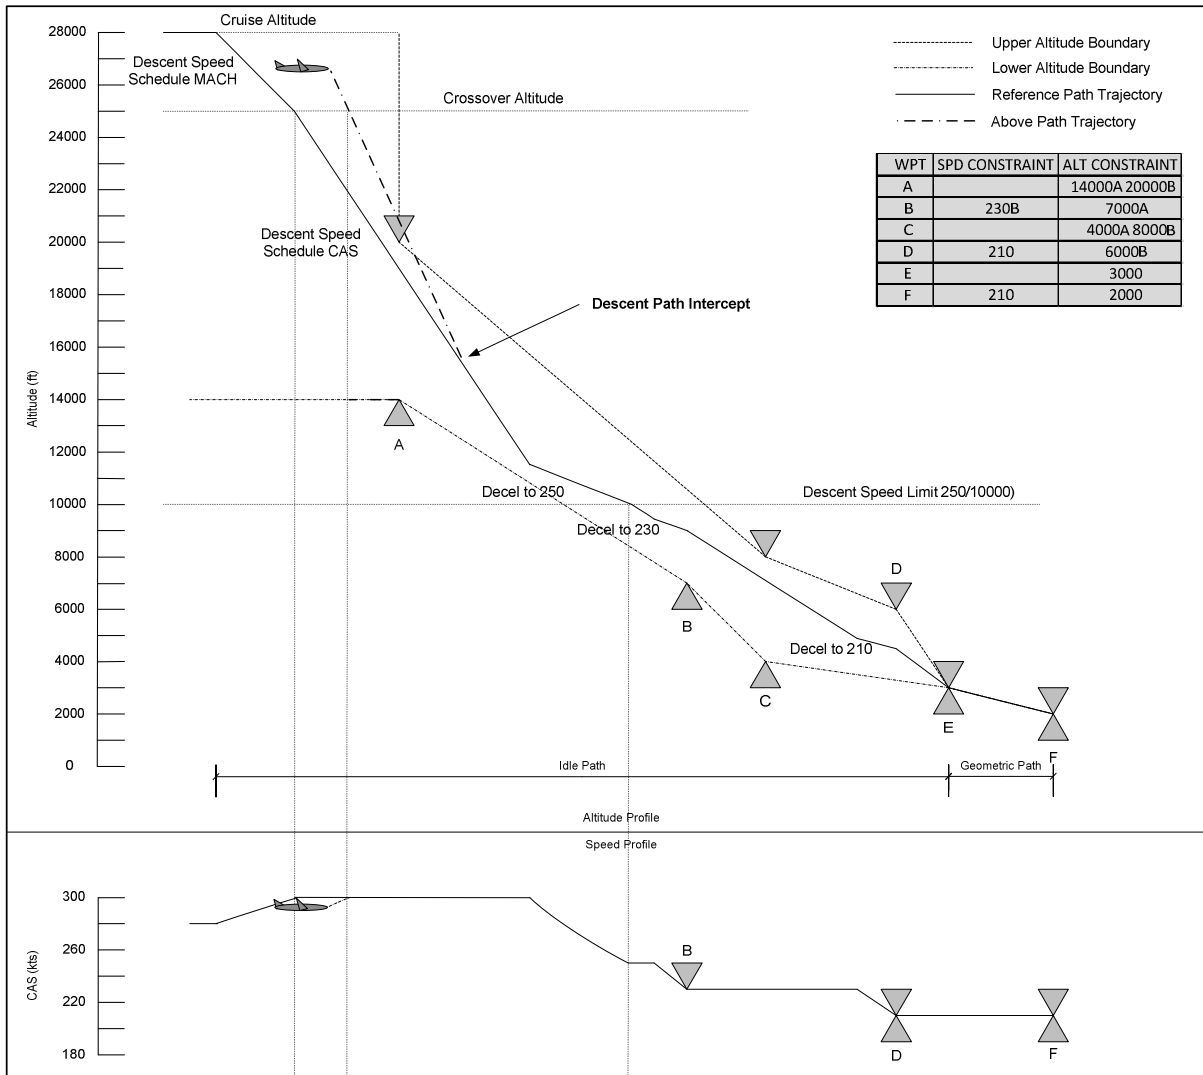 Cruise Altitude
28000
Descent Speed
Schedule MACH
26000
Crossover Altitude
24000
22000
20000
Descent Speed
Schedule CAS
18000
Descent Path Intercept
16000
14000
A
12000
Altitude (ft)
10000
Decel to 250
Descent Speed Limit 250/10000)
Decel to 230
8000
D
6000
B
Decel to 210
4000
C
2000
E
F
0
Idle Path
Geometric Path
Upper Altitude Boundary
Lower Altitude Boundary
Reference Path Trajectory
Above Path Trajectory
WPT SPD CONSTRAINT ALT CONSTRAINT
A 14000A 20000B
B 230B 7000A
C 4000A 8000B
D 210 6000B
E 3000
F 210 2000
Altitude Profile
Speed Profile
300
260
CAS (kts)
220
180
B
D
F